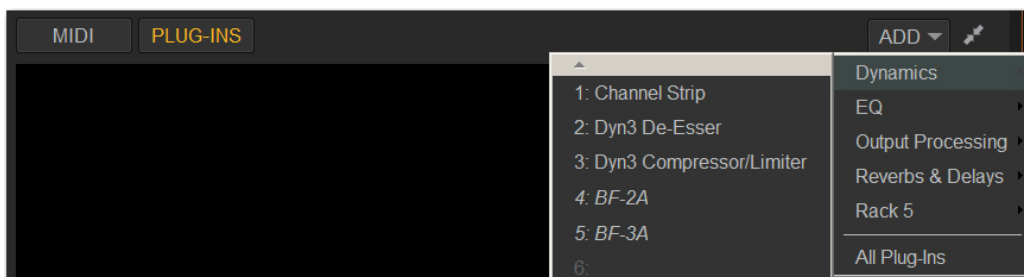 MIDI
PLUG-INS
ADD
1: Channel Strip
2: Dyn3 De-Esser
3: Dyn3 Compressor/Limiter
4: BF-2A
5: BF-3A
6:
Dynamics
EQ
Output Processing
Reverbs & Delays
Rack 5
All Plug-Ins